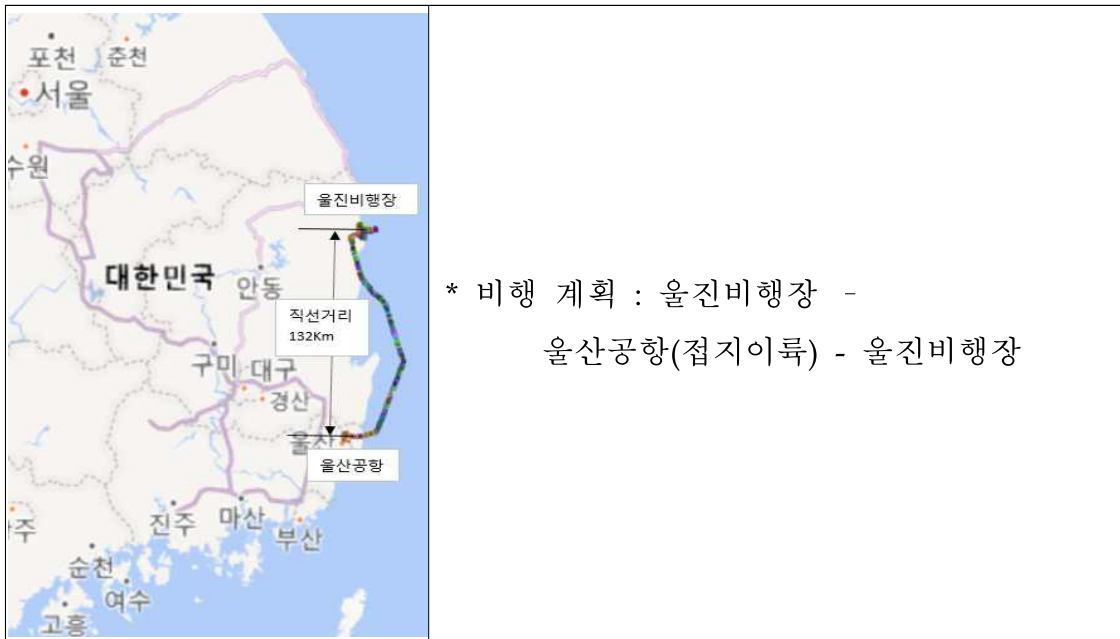 포천
춘천
서울
수원
울진비행장
대한민국
안동
직선거리
132Km
구미 대구
경산
울산
울산공항
진주 마산
부산
순천
여수
고흥
* 비행 계획 : 울진비행장 -
울산공항(접지이륙) - 울진비행장